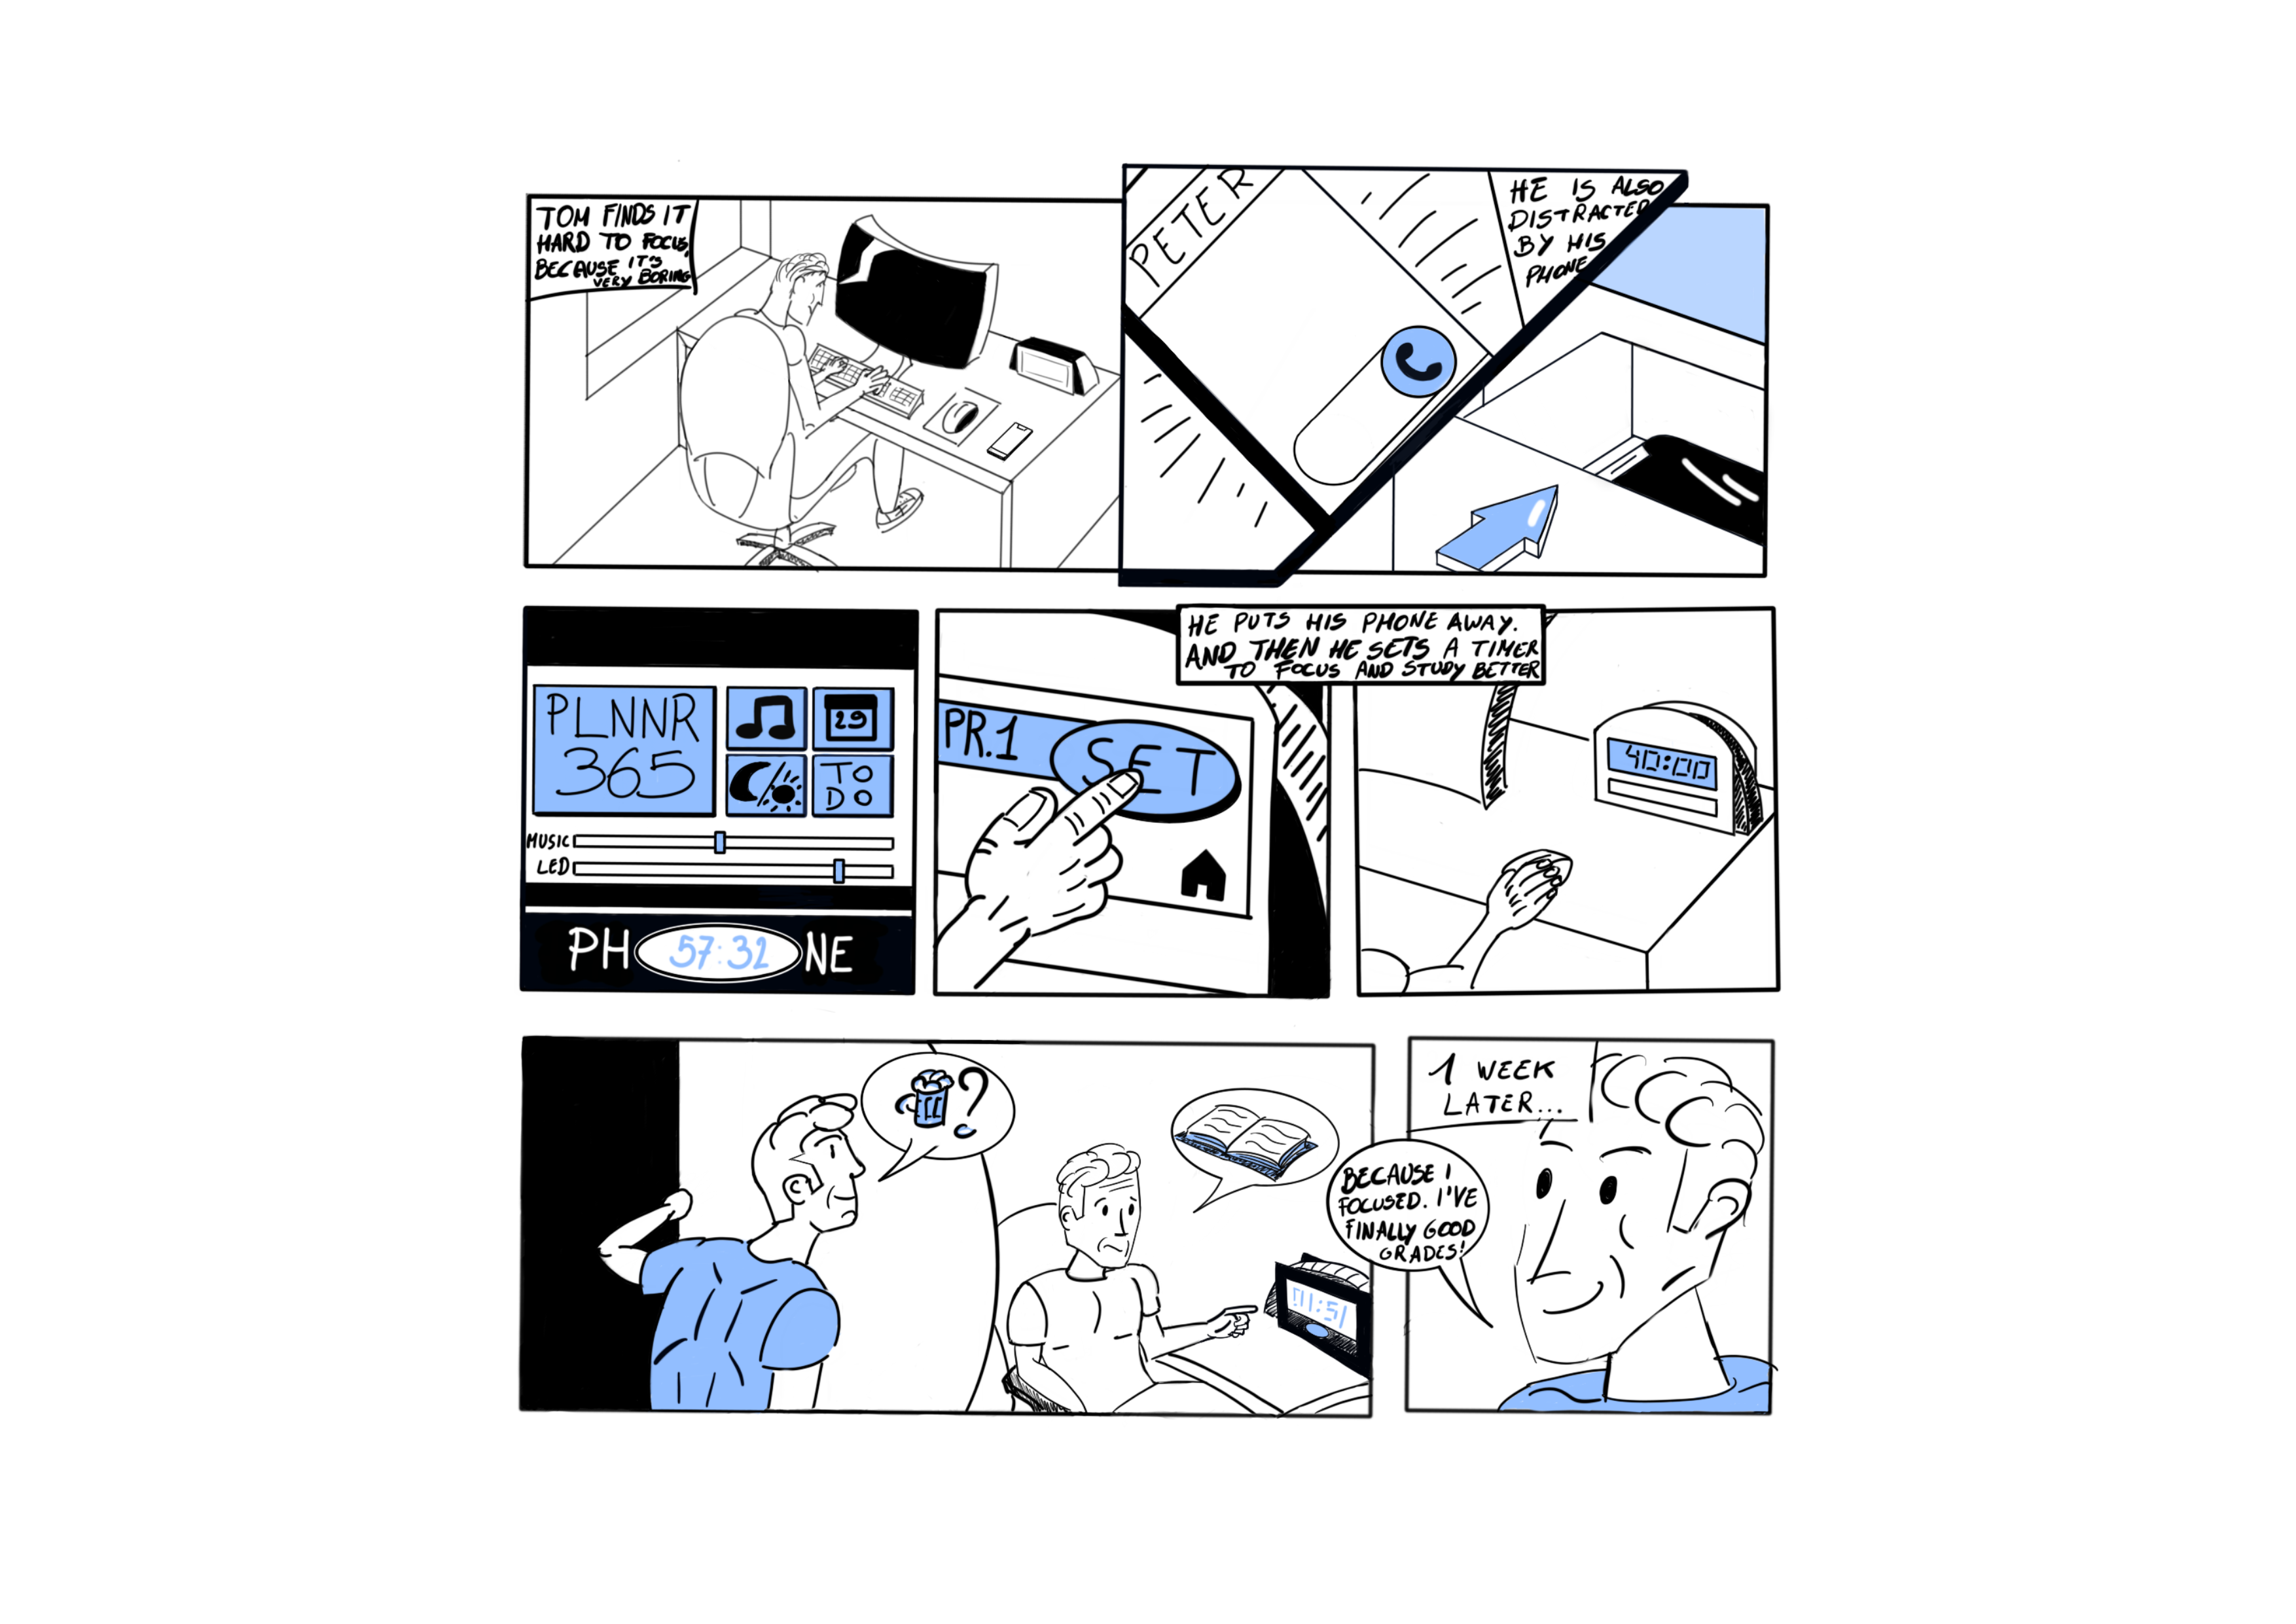 TOM FINDS IT
HARD TO FOCUS,
BECAUSE IT'S
VERY BORING
PETER
HE IS ALSO
DISTRACTED
BY HIS
PHONE
PLNNR
365
29
TO
DO
MUSIC
LED
PH 57:32 NE
HE PUTS HIS PHONE AWAY.
AND THEN HE SETS A TIMER
TO FOCUS AND STUDY BETTER
PR.1
SET
40:00
?
01:51
1 WEEK
LATER...
BECAUSE I
FOCUSED. I'VE
FINALLY GOOD
GRADES!